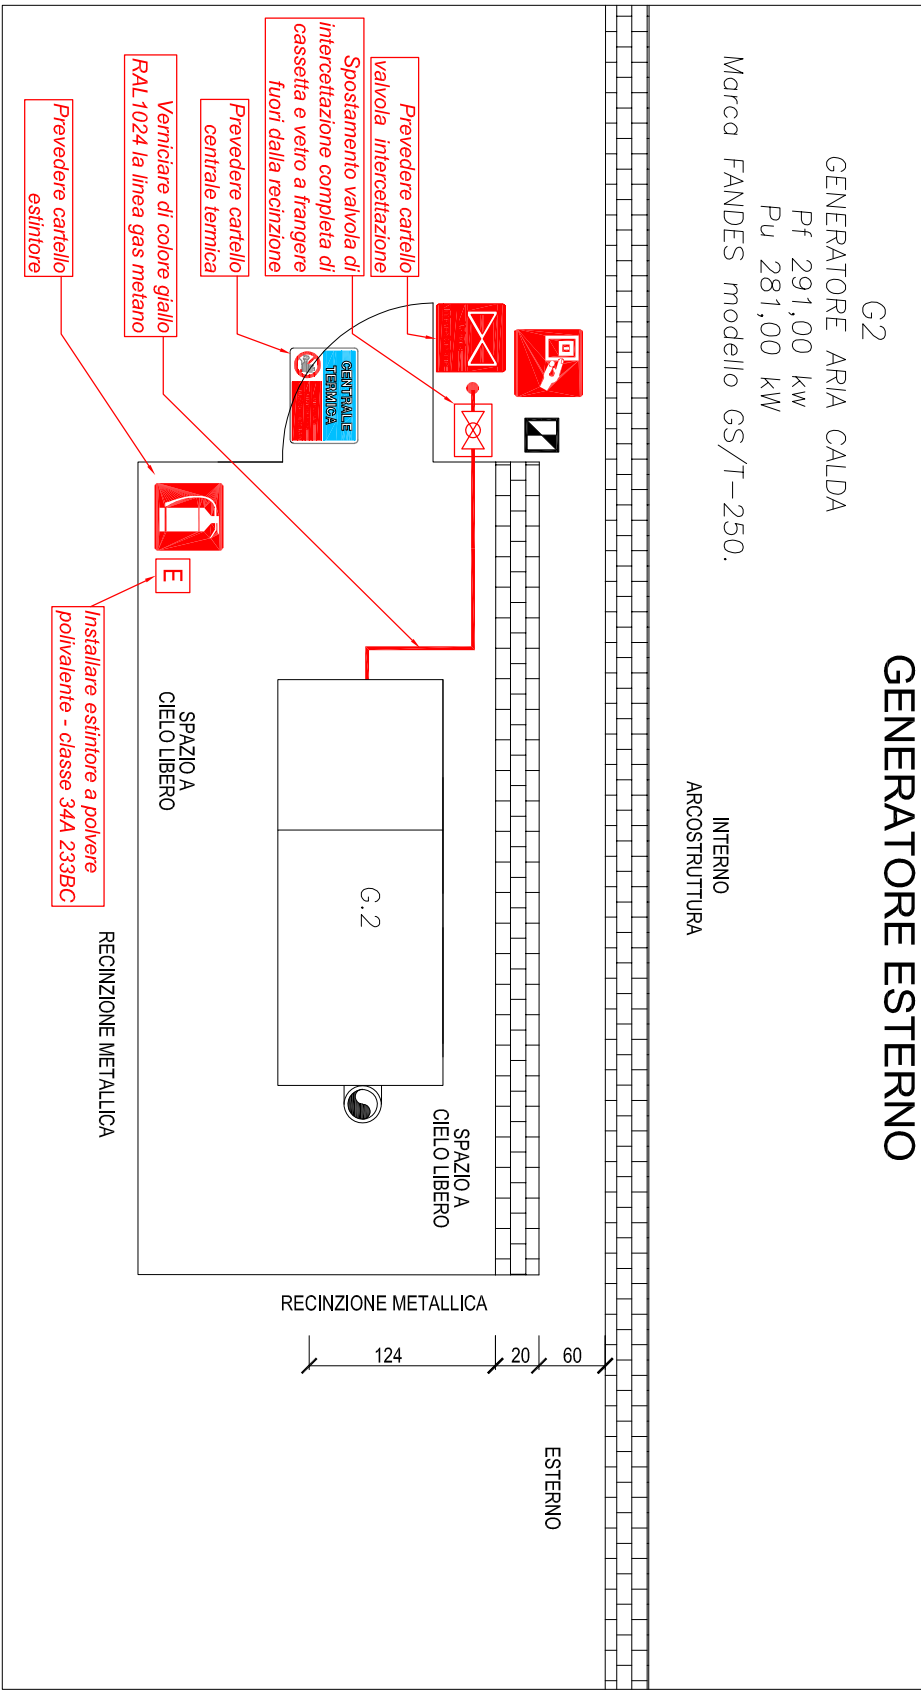 GENERATORE ESTERNO
G2
GENERATORE ARIA CALDA
Pf 291,00 kW
Pu 281,00 kW
Marca FANDES modello GS/T-250.
INTERNO
ARCOSTRUTTURA
ESTERNO
60
20
124
RECINZIONE METALLICA
Prevedere cartello
valvola intercettazione
Spostamento valvola di
intercettazione completa di
cassetta e vetro a frangere
fuori dalla recinzione
Prevedere cartello
centrale termica
Verniciare di colore giallo
RAL1024 la linea gas metano
Prevedere cartello
estintore
CENTRALE
TERMICA
SPAZIO A
CIELO LIBERO
G.2
E
SPAZIO A
CIELO LIBERO
Installare estintore a polvere
polivalente - classe 34A 233BC
RECINZIONE METALLICA